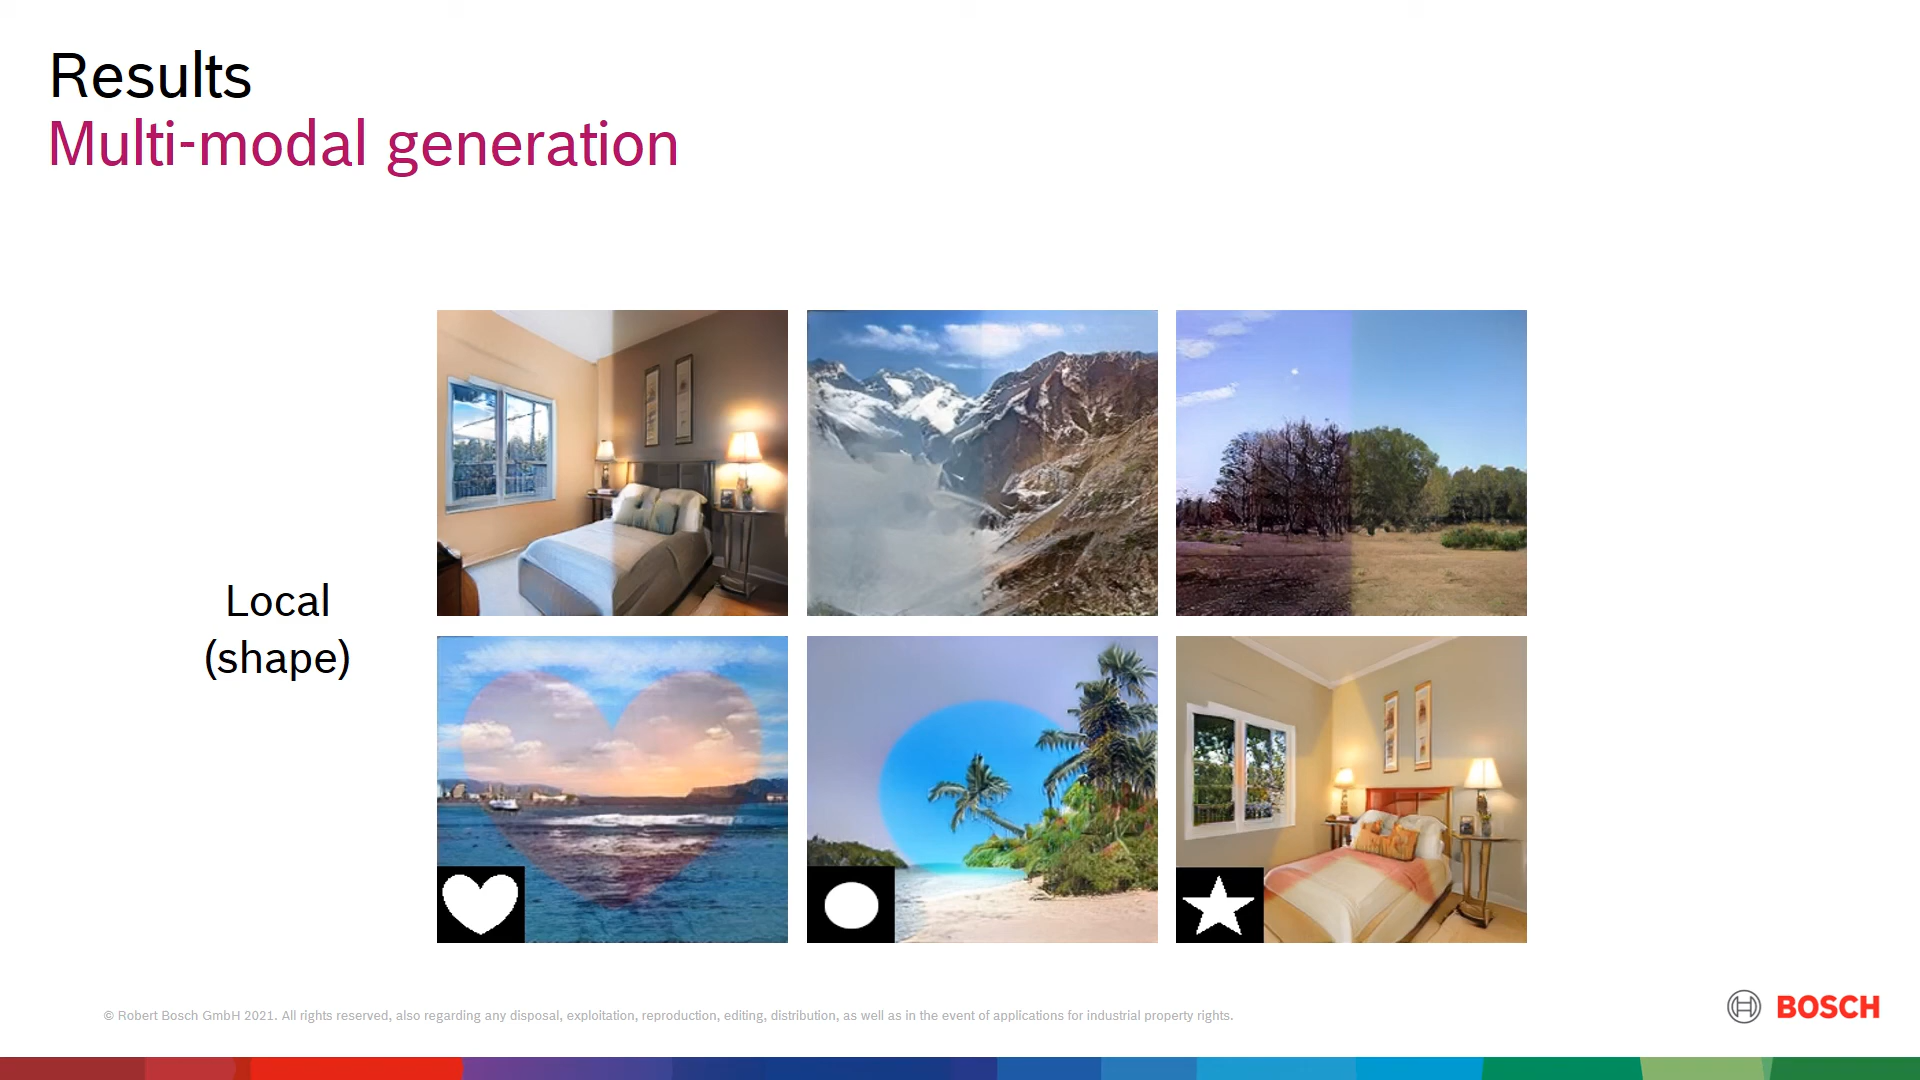 Results
Multi-modal generation
Local
(shape)
© Robert Bosch GmbH 2021. All rights reserved, also regarding any disposal, exploitation, reproduction, editing, distribution, as well as in the event of applications for industrial property rights.
BOSCH